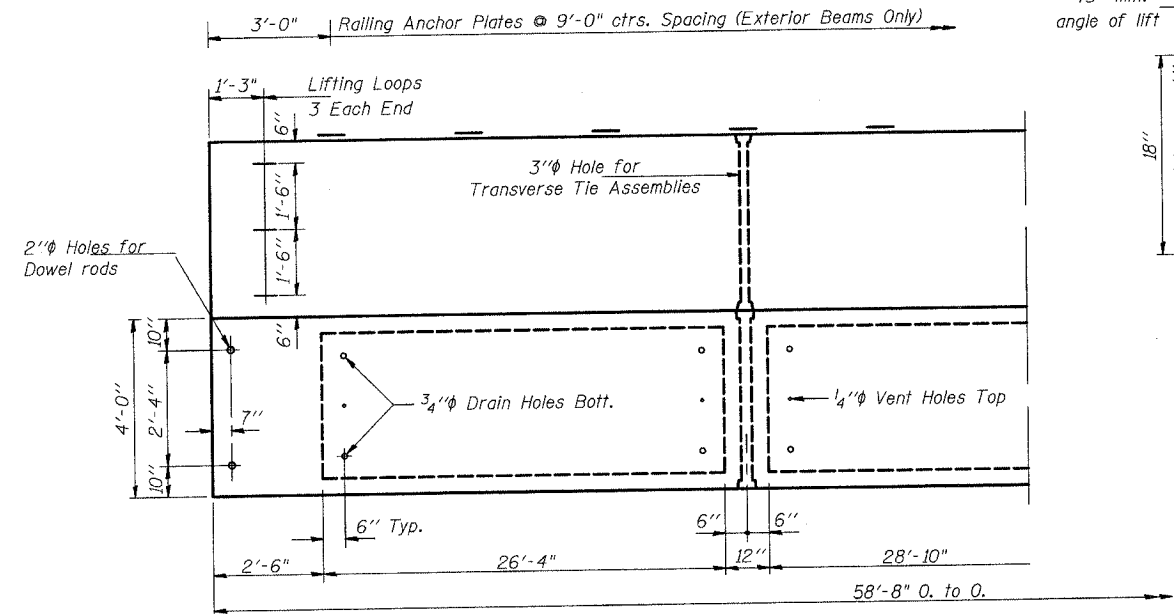 3'-0" Railing Anchor Plates @ 9'-0" ctrs. Spacing (Exterior Beams Only)
angle of lift
1'-3" Lifting Loops
3 Each End
6"
18"
3"φ Hole for
Transverse Tie Assemblies
1'-6"
1'-6"
2"φ Holes for
Dowel rods
6"
10"
4'-0"
2'-4"
7"
10"
3/4"φ Drain Holes Bott.
1/4"φ Vent Holes Top
6" Typ.
6" 6"
2'-6" 26'-4" 12" 28'-10"
58'-8" O. to O.